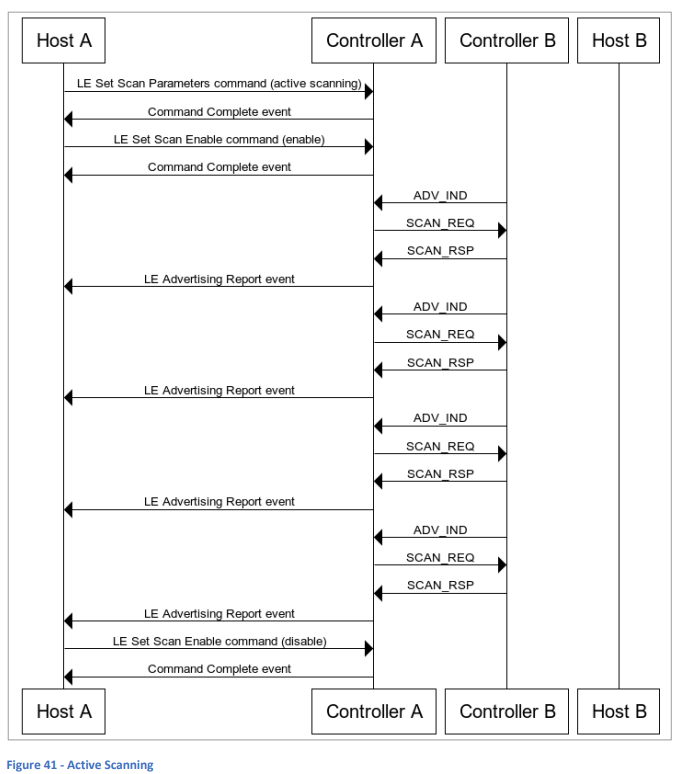 Host A
Controller A
Controller B
Host B
LE Set Scan Parameters command (active scanning)
Command Complete event
LE Set Scan Enable command (enable)
Command Complete event
ADV_IND
SCAN_REQ
SCAN_RSP
LE Advertising Report event
ADV_IND
SCAN_REQ
SCAN_RSP
LE Advertising Report event
ADV_IND
SCAN_REQ
SCAN_RSP
LE Advertising Report event
ADV_IND
SCAN_REQ
SCAN_RSP
LE Advertising Report event
LE Set Scan Enable command (disable)
Command Complete event
Host A
Controller A
Controller B
Host B
Figure 41 - Active Scanning